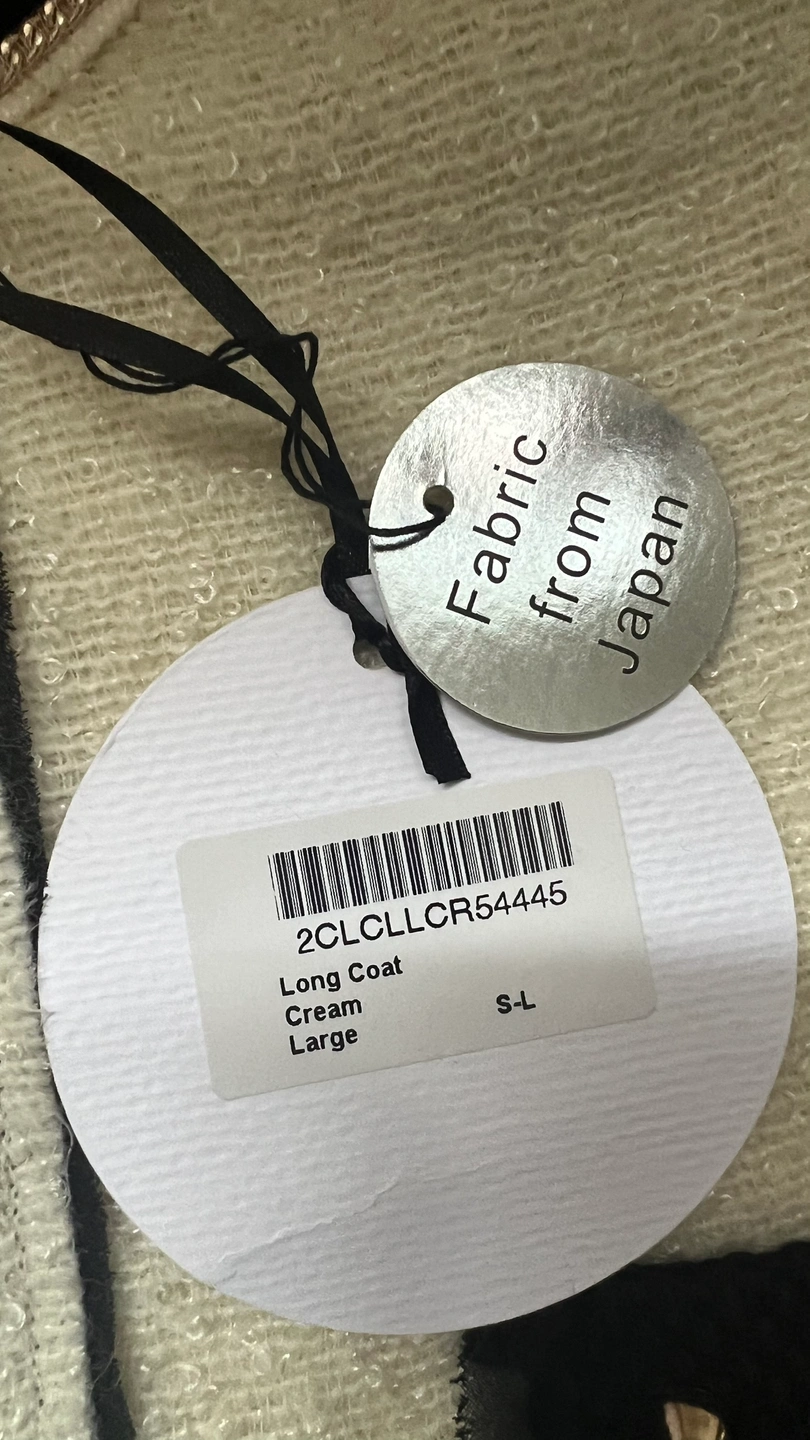 Fabric
from
Japan
2CLCLLCR54445
Long Coat
Cream
S-L
Large